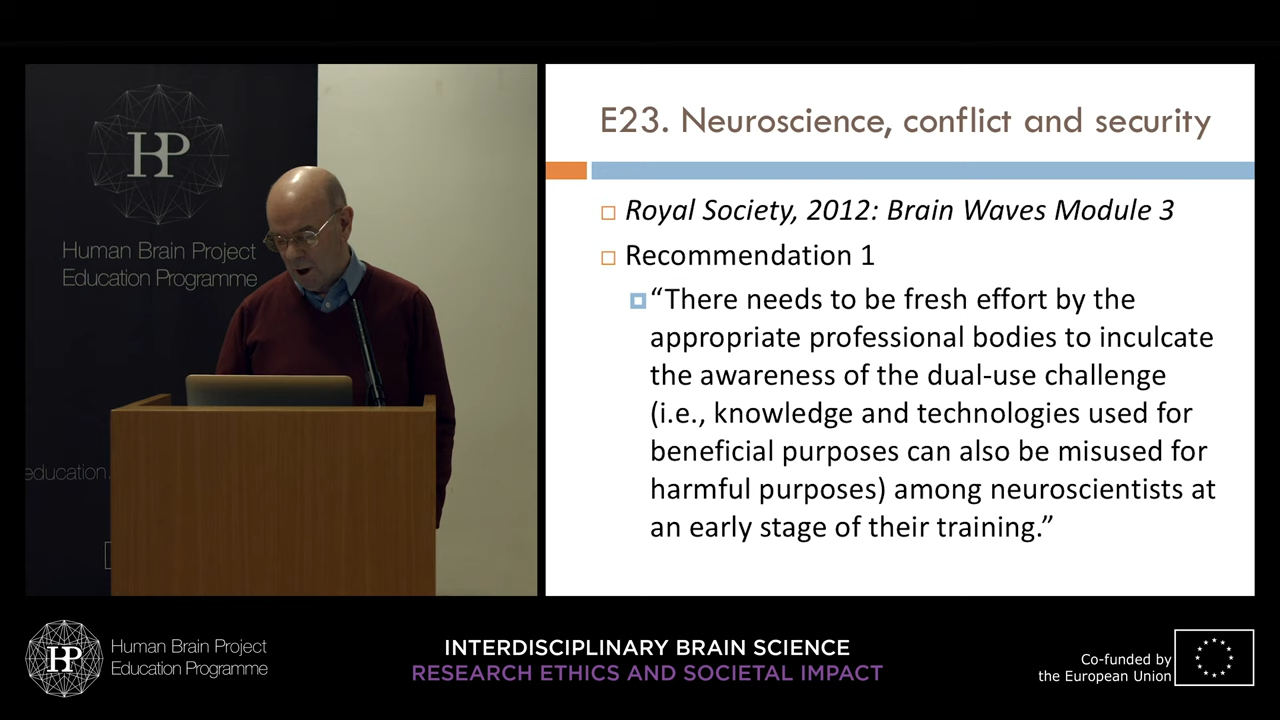 HP
Human Brain Project
Education Programme
education.
E23. Neuroscience, conflict and security
Royal Society, 2012: Brain Waves Module 3
Recommendation 1
“There needs to be fresh effort by the
appropriate professional bodies to inculcate
the awareness of the dual-use challenge
(i.e., knowledge and technologies used for
beneficial purposes can also be misused for
harmful purposes) among neuroscientists at
an early stage of their training.”
HP
Human Brain Project
Education Programme
INTERDISCIPLINARY BRAIN SCIENCE
RESEARCH ETHICS AND SOCIETAL IMPACT
Co-funded by
the European Union